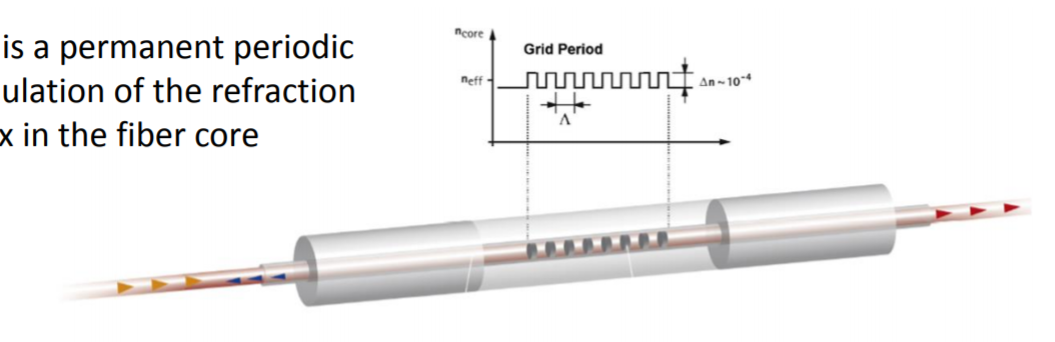 is a permanent periodic
ulation of the refraction
x in the fiber core
ncore
Grid Period
neff
Δn~10⁻⁴
Λ